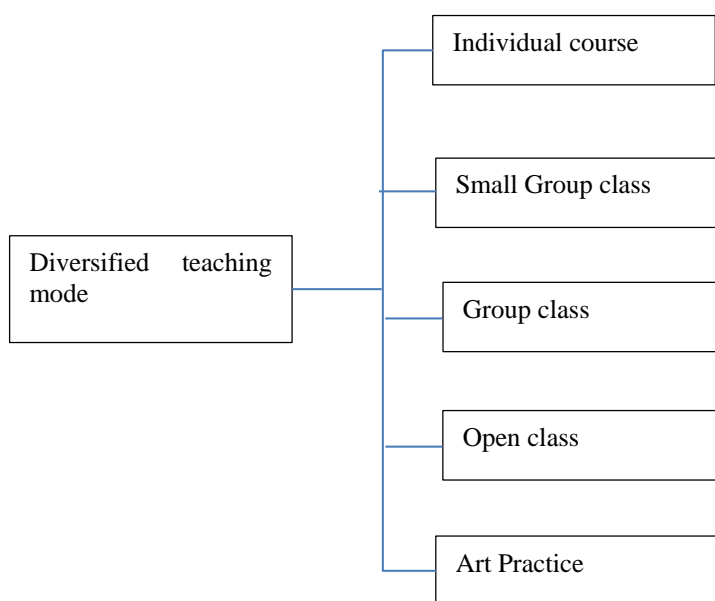 Individual course
Small Group class
Diversified teaching
mode
Group class
Open class
Art Practice